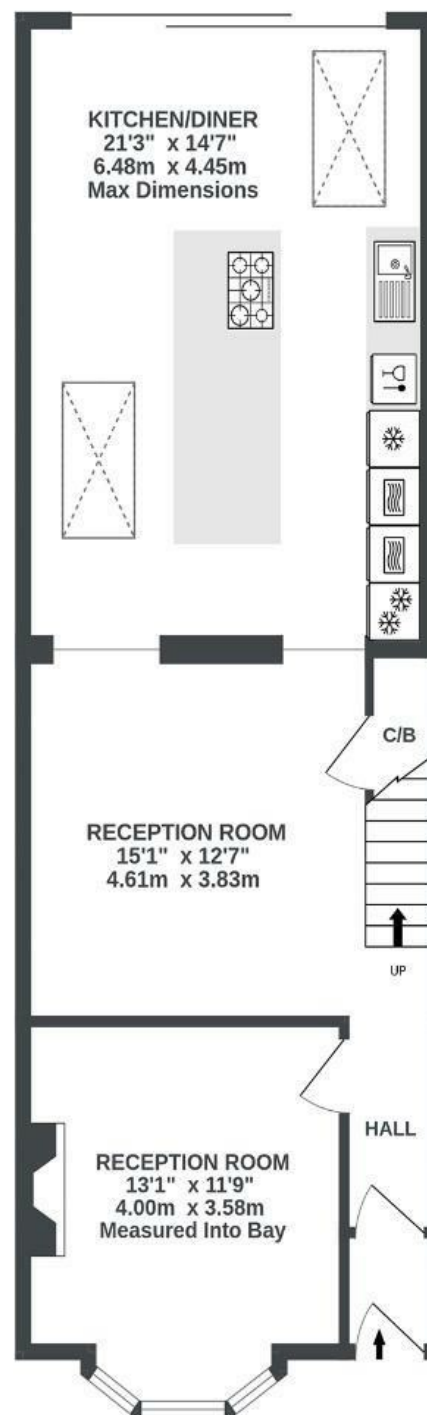 KITCHEN/DINER
21'3" x 14'7"
6.48m x 4.45m
Max Dimensions
C/B
RECEPTION ROOM
15'1" x 12'7"
4.61m x 3.83m
UP
HALL
RECEPTION ROOM
13'1" x 11'9"
4.00m x 3.58m
Measured Into Bay